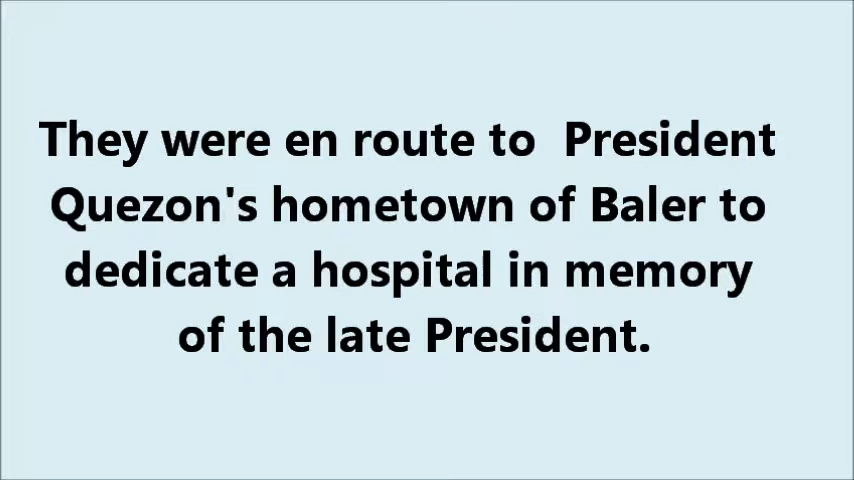 They were en route to  President
Quezon's hometown of Baler to
dedicate a hospital in memory
of the late President.